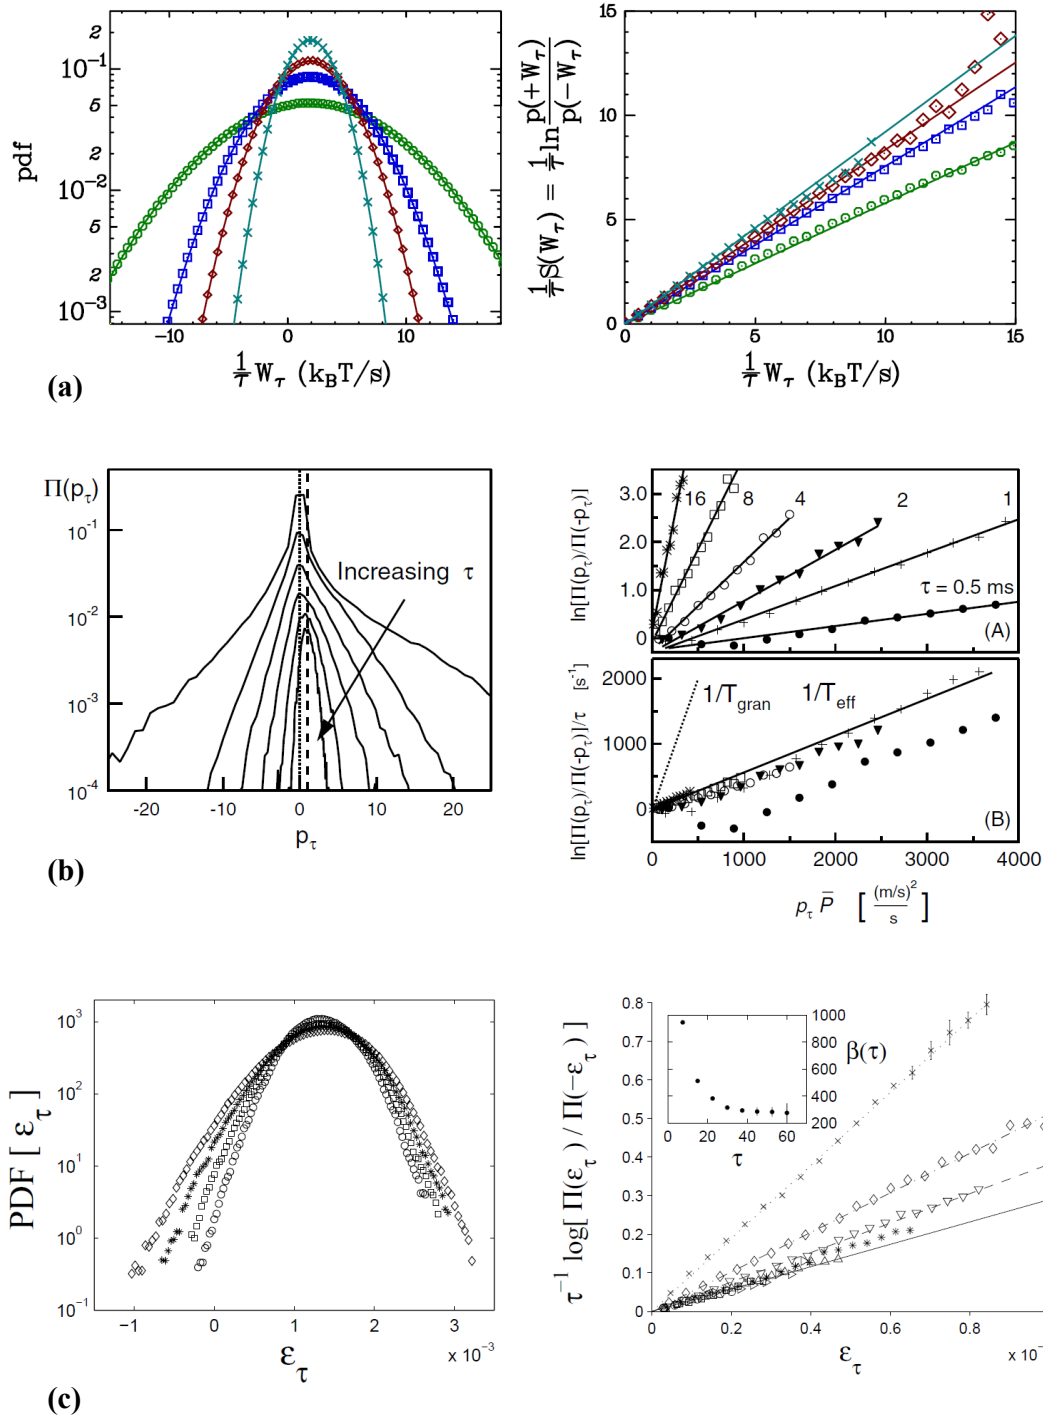 pdf
2
10⁻¹
5
2
10⁻²
5
2
10⁻³
−10 0 10
1/τ W_τ (k_BT/s)
(a)
1/τ S(W_τ) = 1/τ ln p(+W_τ)/p(−W_τ)
15
10
5
0
0 5 10 15
1/τ W_τ (k_BT/s)
Π(p_τ)
10⁻¹
10⁻²
10⁻³
10⁻⁴
Increasing τ
-20 -10 0 10 20
p_τ
(b)
ln[Π(p_τ)/Π(-p_τ)]
3.0
2.0
1.0
0
16 8 4 2 1
τ = 0.5 ms
(A)
ln[Π(p_τ)/Π(-p_τ)]/τ [s⁻¹]
2000
1000
0
1/T_gran 1/T_eff
(B)
0 1000 2000 3000 4000
p_τ P̄ [ (m/s)²/s ]
PDF [ ε_τ ]
10³
10²
10¹
10⁰
10⁻¹
−1 0 1 2 3
ε_τ
x 10⁻³
(c)
τ⁻¹ log[ Π(ε_τ) / Π(−ε_τ) ]
0.8
0.7
0.6
0.5
0.4
0.3
0.2
0.1
0
1000
800
600
400
200
β(τ)
0 20 40 60
τ
0 0.2 0.4 0.6 0.8
ε_τ
x 10⁻